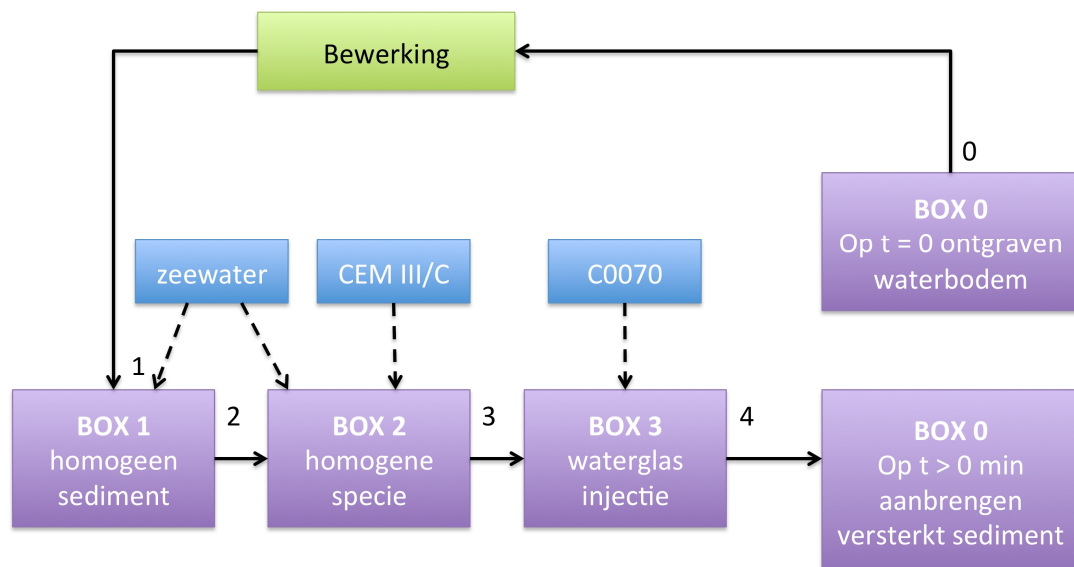 Bewerking
0
BOX 0
Op t = 0 ontgraven
waterbodem
zeewater
CEM III/C
C0070
1
BOX 1
homogeen
sediment
2
BOX 2
homogene
specie
3
BOX 3
waterglas
injectie
4
BOX 0
Op t > 0 min
aanbrengen
versterkt sediment